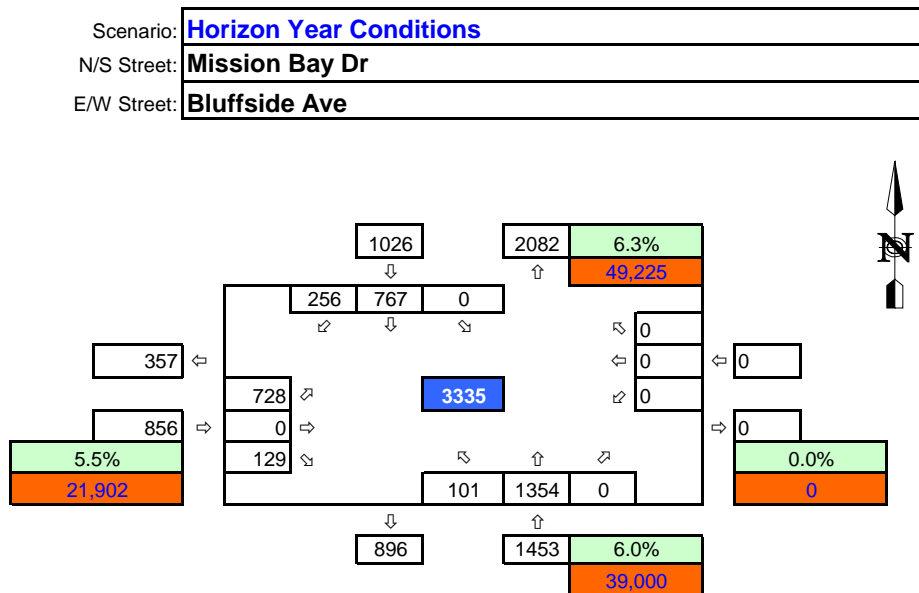 Scenario: Horizon Year Conditions
N/S Street: Mission Bay Dr
E/W Street: Bluffside Ave
N
1026 2082 6.3%
⇩ ⇧ 49,225
256 767 0
⬃ ⇩ ⬂
⬁ 0
357 ⇦ ⇦ 0 ⇦ 0
728 ⬀ 3335 ⬃ 0
856 ⇨ 0 ⇨ ⇨ 0
5.5% 129 ⬂ ⬁ ⇧ ⬀ 0.0%
21,902 101 1354 0 0
⇩ ⇧
896 1453 6.0%
39,000